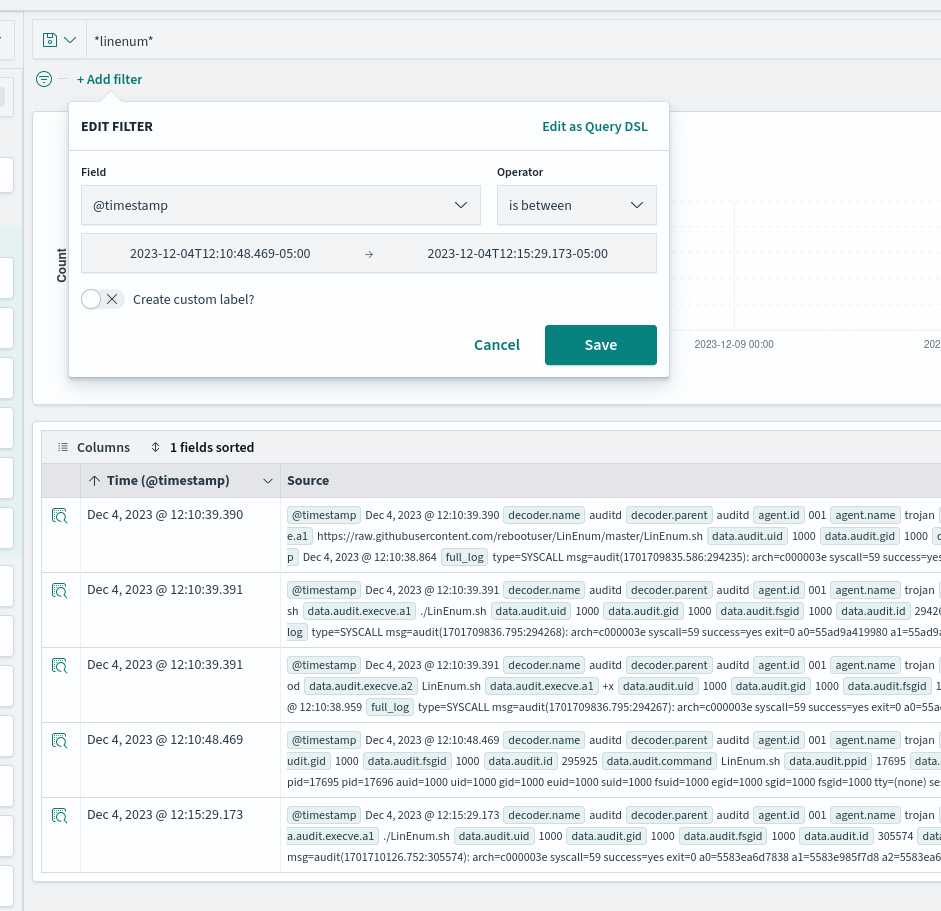 *linenum*
+ Add filter
EDIT FILTER
Edit as Query DSL
Field
Operator
@timestamp
is between
2023-12-04T12:10:48.469-05:00 → 2023-12-04T12:15:29.173-05:00
Create custom label?
Cancel
Save
Count
2023-12-09 00:00
202
Columns
1 fields sorted
Time (@timestamp)
Source
Dec 4, 2023 @ 12:10:39.390
@timestamp Dec 4, 2023 @ 12:10:39.390 decoder.name auditd decoder.parent auditd agent.id 001 agent.name trojan
e.a1 https://raw.githubusercontent.com/rebootuser/LinEnum/master/LinEnum.sh data.audit.uid 1000 data.audit.gid 1000
p Dec 4, 2023 @ 12:10:38.864 full_log type=SYSCALL msg=audit(1701709835.586:294235): arch=c000003e syscall=59 success=yes
Dec 4, 2023 @ 12:10:39.391
@timestamp Dec 4, 2023 @ 12:10:39.391 decoder.name auditd decoder.parent auditd agent.id 001 agent.name trojan
sh data.audit.execve.a1 ./LinEnum.sh data.audit.uid 1000 data.audit.gid 1000 data.audit.fsgid 1000 data.audit.id 2942
log type=SYSCALL msg=audit(1701709836.795:294268): arch=c000003e syscall=59 success=yes exit=0 a0=55ad9a419980 a1=55ad9a
Dec 4, 2023 @ 12:10:39.391
@timestamp Dec 4, 2023 @ 12:10:39.391 decoder.name auditd decoder.parent auditd agent.id 001 agent.name trojan
od data.audit.execve.a2 LinEnum.sh data.audit.execve.a1 +x data.audit.uid 1000 data.audit.gid 1000 data.audit.fsgid 1
@ 12:10:38.959 full_log type=SYSCALL msg=audit(1701709836.795:294267): arch=c000003e syscall=59 success=yes exit=0 a0=55a
Dec 4, 2023 @ 12:10:48.469
@timestamp Dec 4, 2023 @ 12:10:48.469 decoder.name auditd decoder.parent auditd agent.id 001 agent.name trojan
udit.gid 1000 data.audit.fsgid 1000 data.audit.id 295925 data.audit.command LinEnum.sh data.audit.ppid 17695 data.
pid=17695 pid=17696 auid=1000 uid=1000 gid=1000 euid=1000 suid=1000 fsuid=1000 egid=1000 sgid=1000 fsgid=1000 tty=(none) se
Dec 4, 2023 @ 12:15:29.173
@timestamp Dec 4, 2023 @ 12:15:29.173 decoder.name auditd decoder.parent auditd agent.id 001 agent.name trojan
a.audit.execve.a1 ./LinEnum.sh data.audit.uid 1000 data.audit.gid 1000 data.audit.fsgid 1000 data.audit.id 305574 dat
msg=audit(1701710126.752:305574): arch=c000003e syscall=59 success=yes exit=0 a0=5583ea6d7838 a1=5583e985f7d8 a2=5583ea6